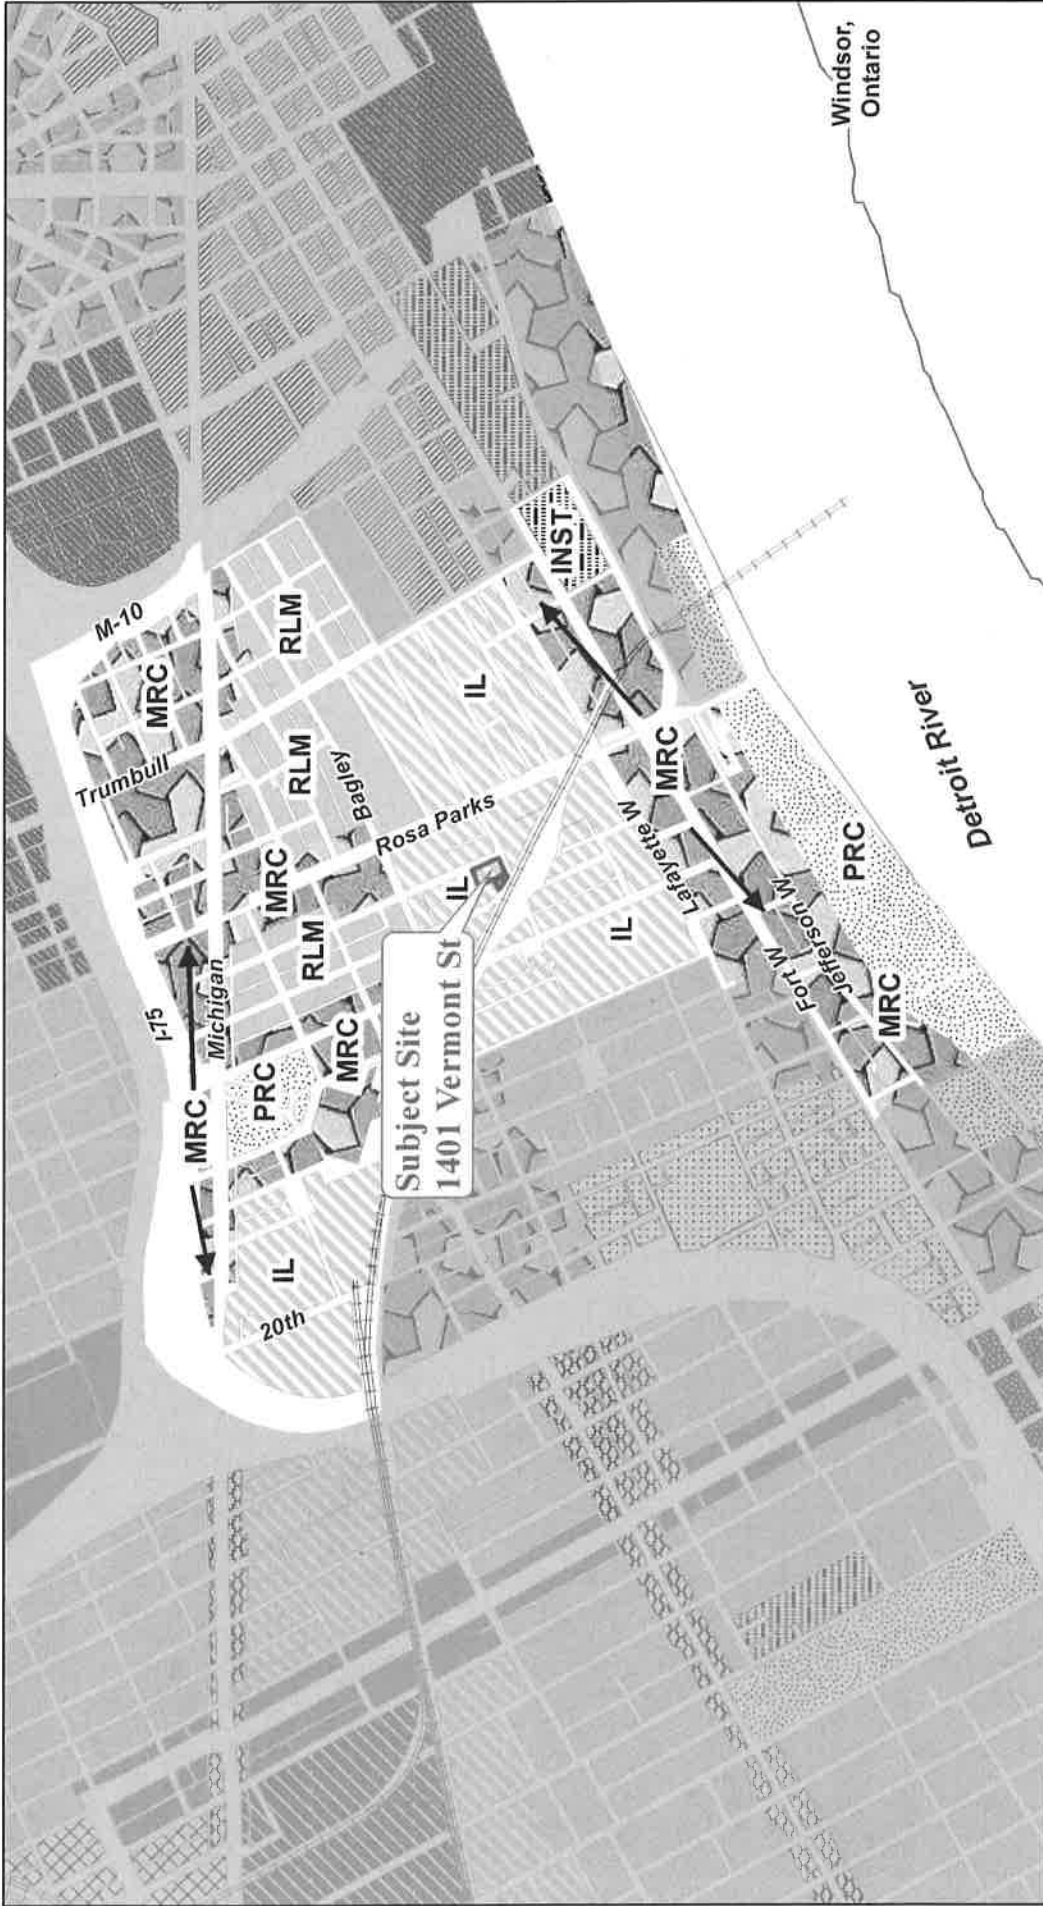 M-10
Trumbull
MRC
I-75
MRC
Michigan
PRC
MRC
20th
IL
RLM
RLM
RLM
MRC
Bagley
Subject Site
1401 Vermont St
Rosa Parks
IL
IL
INST
IL
Lafayette W
MRC
Fort W
Jefferson W
PRC
MRC
Windsor,
Ontario
Detroit River